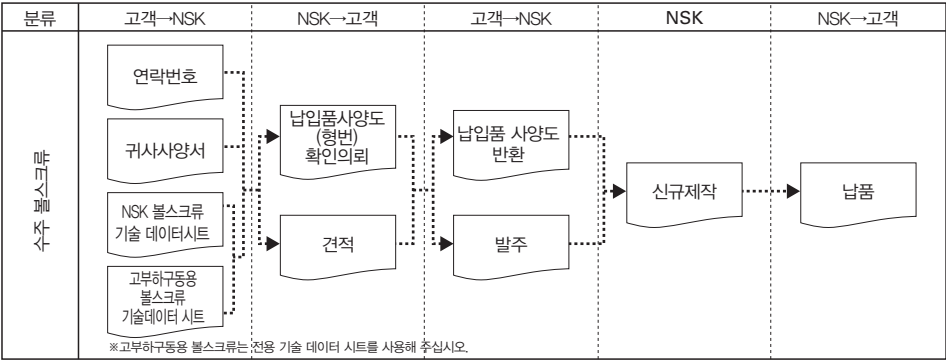 분류
고객→NSK
NSK→고객
고객→NSK
NSK
NSK→고객
수주 볼스크류
연락번호
귀사사양서
NSK 볼스크류
기술 데이터시트
고부하구동용
볼스크류
기술데이터 시트
납입품사양도
(형번)
확인의뢰
견적
납입품 사양도
반환
발주
신규제작
납품
※고부하구동용 볼스크류는 전용 기술 데이터 시트를 사용해 주십시오.